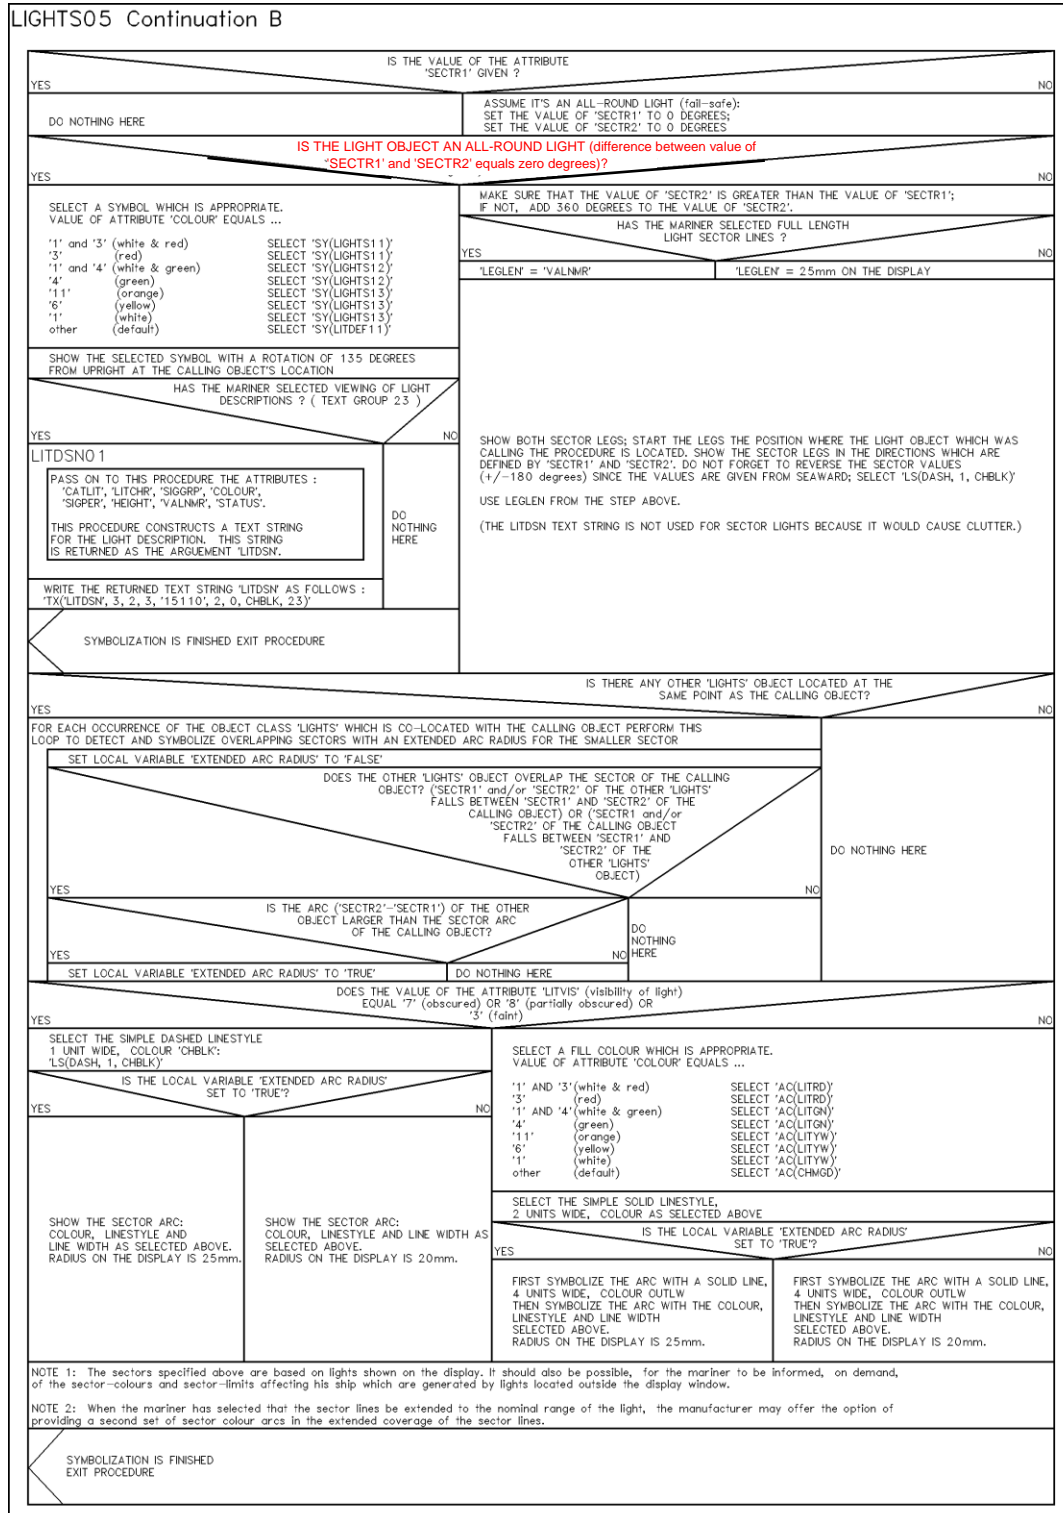 LIGHTS05 Continuation B
IS THE VALUE OF THE ATTRIBUTE
'SECTR1' GIVEN ?
YES
NO
DO NOTHING HERE
ASSUME IT'S AN ALL-ROUND LIGHT (fail-safe):
SET THE VALUE OF 'SECTR1' TO 0 DEGREES;
SET THE VALUE OF 'SECTR2' TO 0 DEGREES
IS THE LIGHT OBJECT AN ALL-ROUND LIGHT (difference between value of
'SECTR1' and 'SECTR2' equals zero degrees)?
YES
NO
SELECT A SYMBOL WHICH IS APPROPRIATE.
VALUE OF ATTRIBUTE 'COLOUR' EQUALS ...
'1' and '3' (white & red) SELECT 'SY(LIGHTS11)'
'3' (red) SELECT 'SY(LIGHTS11)'
'1' and '4' (white & green) SELECT 'SY(LIGHTS12)'
'4' (green) SELECT 'SY(LIGHTS12)'
'11' (orange) SELECT 'SY(LIGHTS13)'
'6' (yellow) SELECT 'SY(LIGHTS13)'
'1' (white) SELECT 'SY(LIGHTS13)'
other (default) SELECT 'SY(LITDEF11)'
SHOW THE SELECTED SYMBOL WITH A ROTATION OF 135 DEGREES
FROM UPRIGHT AT THE CALLING OBJECT'S LOCATION
HAS THE MARINER SELECTED VIEWING OF LIGHT
DESCRIPTIONS ? ( TEXT GROUP 23 )
YES
NO
LITDSN01
PASS ON TO THIS PROCEDURE THE ATTRIBUTES :
'CATLIT', 'LITCHR', 'SIGGRP', 'COLOUR',
'SIGPER', 'HEIGHT', 'VALNMR', 'STATUS'.
THIS PROCEDURE CONSTRUCTS A TEXT STRING
FOR THE LIGHT DESCRIPTION. THIS STRING
IS RETURNED AS THE ARGUEMENT 'LITDSN'.
DO
NOTHING
HERE
WRITE THE RETURNED TEXT STRING 'LITDSN' AS FOLLOWS :
'TX('LITDSN', 3, 2, 3, '15110', 2, 0, CHBLK, 23)'
SYMBOLIZATION IS FINISHED EXIT PROCEDURE
MAKE SURE THAT THE VALUE OF 'SECTR2' IS GREATER THAN THE VALUE OF 'SECTR1';
IF NOT, ADD 360 DEGREES TO THE VALUE OF 'SECTR2'.
HAS THE MARINER SELECTED FULL LENGTH
LIGHT SECTOR LINES ?
YES
NO
'LEGLEN' = 'VALNMR'
'LEGLEN' = 25mm ON THE DISPLAY
SHOW BOTH SECTOR LEGS; START THE LEGS THE POSITION WHERE THE LIGHT OBJECT WHICH WAS
CALLING THE PROCEDURE IS LOCATED. SHOW THE SECTOR LEGS IN THE DIRECTIONS WHICH ARE
DEFINED BY 'SECTR1' AND 'SECTR2'. DO NOT FORGET TO REVERSE THE SECTOR VALUES
(+/-180 degrees) SINCE THE VALUES ARE GIVEN FROM SEAWARD; SELECT 'LS(DASH, 1, CHBLK)'
USE LEGLEN FROM THE STEP ABOVE.
(THE LITDSN TEXT STRING IS NOT USED FOR SECTOR LIGHTS BECAUSE IT WOULD CAUSE CLUTTER.)
IS THERE ANY OTHER 'LIGHTS' OBJECT LOCATED AT THE
SAME POINT AS THE CALLING OBJECT?
YES
NO
FOR EACH OCCURRENCE OF THE OBJECT CLASS 'LIGHTS' WHICH IS CO-LOCATED WITH THE CALLING OBJECT PERFORM THIS
LOOP TO DETECT AND SYMBOLIZE OVERLAPPING SECTORS WITH AN EXTENDED ARC RADIUS FOR THE SMALLER SECTOR
SET LOCAL VARIABLE 'EXTENDED ARC RADIUS' TO 'FALSE'
DOES THE OTHER 'LIGHTS' OBJECT OVERLAP THE SECTOR OF THE CALLING
OBJECT? ('SECTR1' and/or 'SECTR2' OF THE OTHER 'LIGHTS'
FALLS BETWEEN 'SECTR1' AND 'SECTR2' OF THE
CALLING OBJECT) OR ('SECTR1 and/or
'SECTR2' OF THE CALLING OBJECT
FALLS BETWEEN 'SECTR1' AND
'SECTR2' OF THE
OTHER 'LIGHTS'
OBJECT)
YES
NO
DO NOTHING HERE
IS THE ARC ('SECTR2'-'SECTR1') OF THE OTHER
OBJECT LARGER THAN THE SECTOR ARC
OF THE CALLING OBJECT?
YES
NO
DO
NOTHING
HERE
SET LOCAL VARIABLE 'EXTENDED ARC RADIUS' TO 'TRUE'
DO NOTHING HERE
DOES THE VALUE OF THE ATTRIBUTE 'LITVIS' (visibility of light)
EQUAL '7' (obscured) OR '8' (partially obscured) OR
'3' (faint)
YES
NO
SELECT THE SIMPLE DASHED LINESTYLE
1 UNIT WIDE, COLOUR 'CHBLK':
'LS(DASH, 1, CHBLK)'
IS THE LOCAL VARIABLE 'EXTENDED ARC RADIUS'
SET TO 'TRUE'?
YES
NO
SHOW THE SECTOR ARC:
COLOUR, LINESTYLE AND
LINE WIDTH AS SELECTED ABOVE.
RADIUS ON THE DISPLAY IS 25mm.
SHOW THE SECTOR ARC:
COLOUR, LINESTYLE AND LINE WIDTH AS
SELECTED ABOVE.
RADIUS ON THE DISPLAY IS 20mm.
SELECT A FILL COLOUR WHICH IS APPROPRIATE.
VALUE OF ATTRIBUTE 'COLOUR' EQUALS ...
'1' AND '3'(white & red) SELECT 'AC(LITRD)'
'3' (red) SELECT 'AC(LITRD)'
'1' AND '4'(white & green) SELECT 'AC(LITGN)'
'4' (green) SELECT 'AC(LITGN)'
'11' (orange) SELECT 'AC(LITYW)'
'6' (yellow) SELECT 'AC(LITYW)'
'1' (white) SELECT 'AC(LITYW)'
other (default) SELECT 'AC(CHMGD)'
SELECT THE SIMPLE SOLID LINESTYLE,
2 UNITS WIDE, COLOUR AS SELECTED ABOVE
IS THE LOCAL VARIABLE 'EXTENDED ARC RADIUS'
SET TO 'TRUE'?
YES
NO
FIRST SYMBOLIZE THE ARC WITH A SOLID LINE,
4 UNITS WIDE, COLOUR OUTLW
THEN SYMBOLIZE THE ARC WITH THE COLOUR,
LINESTYLE AND LINE WIDTH
SELECTED ABOVE.
RADIUS ON THE DISPLAY IS 25mm.
FIRST SYMBOLIZE THE ARC WITH A SOLID LINE,
4 UNITS WIDE, COLOUR OUTLW
THEN SYMBOLIZE THE ARC WITH THE COLOUR,
LINESTYLE AND LINE WIDTH
SELECTED ABOVE.
RADIUS ON THE DISPLAY IS 20mm.
NOTE 1: The sectors specified above are based on lights shown on the display. It should also be possible, for the mariner to be informed, on demand,
of the sector-colours and sector-limits affecting his ship which are generated by lights located outside the display window.
NOTE 2: When the mariner has selected that the sector lines be extended to the nominal range of the light, the manufacturer may offer the option of
providing a second set of sector colour arcs in the extended coverage of the sector lines.
SYMBOLIZATION IS FINISHED
EXIT PROCEDURE